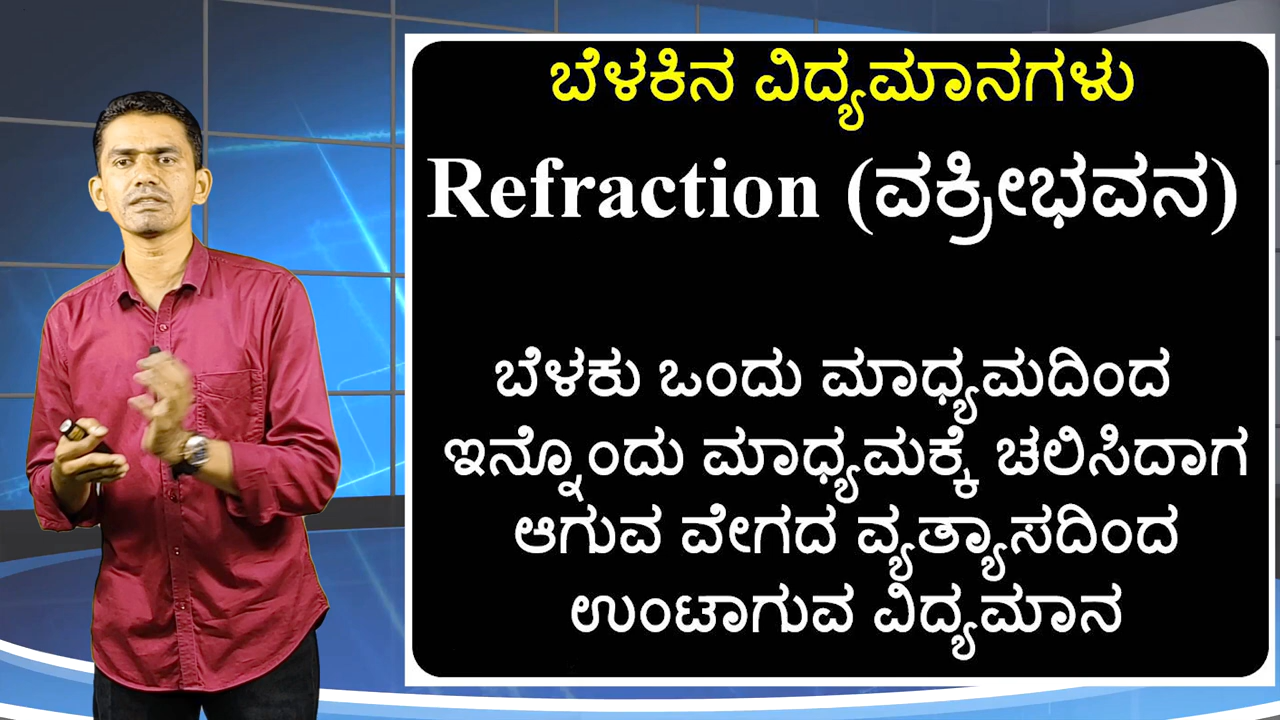 ಬೆಳಕಿನ ವಿದ್ಯಮಾನಗಳು
Refraction (ವಕ್ರೀಭವನ)
ಬೆಳಕು ಒಂದು ಮಾಧ್ಯಮದಿಂದ
ಇನ್ನೊಂದು ಮಾಧ್ಯಮಕ್ಕೆ ಚಲಿಸಿದಾಗ
ಆಗುವ ವೇಗದ ವ್ಯತ್ಯಾಸದಿಂದ
ಉಂಟಾಗುವ ವಿದ್ಯಮಾನ